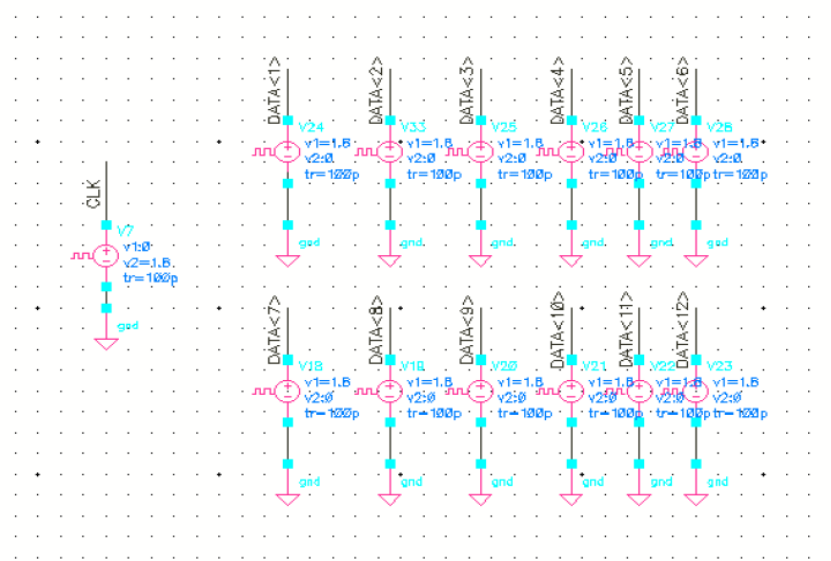 DATA<1>
DATA<2>
DATA<3>
DATA<4>
DATA<5>
DATA<6>
V24
V33
V25
V26
V27
V28
v1=1.8
v1=1.8
v1=1.8
v1=1.8
v1=1.8
v1=1.8
v2:0
v2:0
v2:0
v2:0
v2:0
v2:0
tr=100p
tr=100p
tr=100p
tr=100p
tr=100p
tr=100p
gnd
gnd
gnd
gnd
gnd
gnd
CLK
V7
v1:0
v2=1.8
tr=100p
gnd
DATA<7>
DATA<8>
DATA<9>
DATA<10>
DATA<11>
DATA<12>
V18
V19
V20
V21
V22
V23
v1=1.8
v1=1.8
v1=1.8
v1=1.8
v1=1.8
v1=1.8
v2:0
v2:0
v2:0
v2:0
v2:0
v2:0
tr=100p
tr=100p
tr=100p
tr=100p
tr=100p
tr=100p
gnd
gnd
gnd
gnd
gnd
gnd